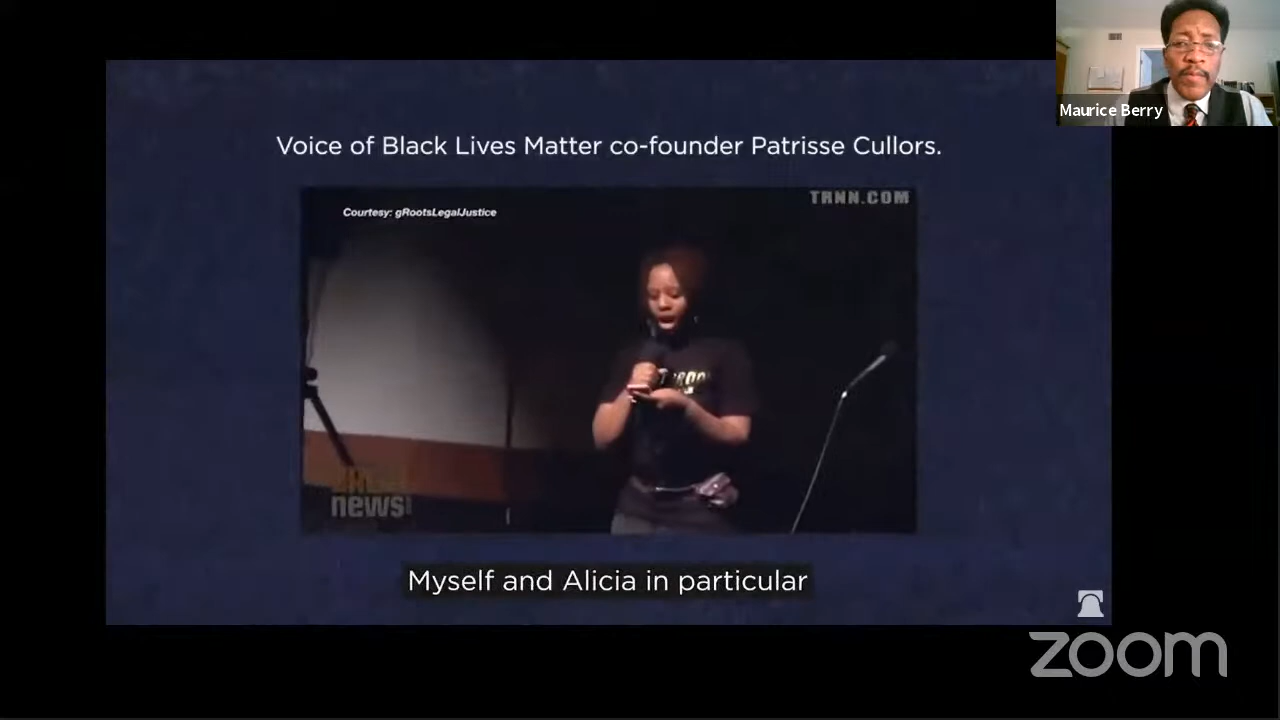 Maurice Berry
Voice of Black Lives Matter co-founder Patrisse Cullors.
TRNN.COM
Courtesy: gRootsLegalJustice
news
Myself and Alicia in particular
zoom